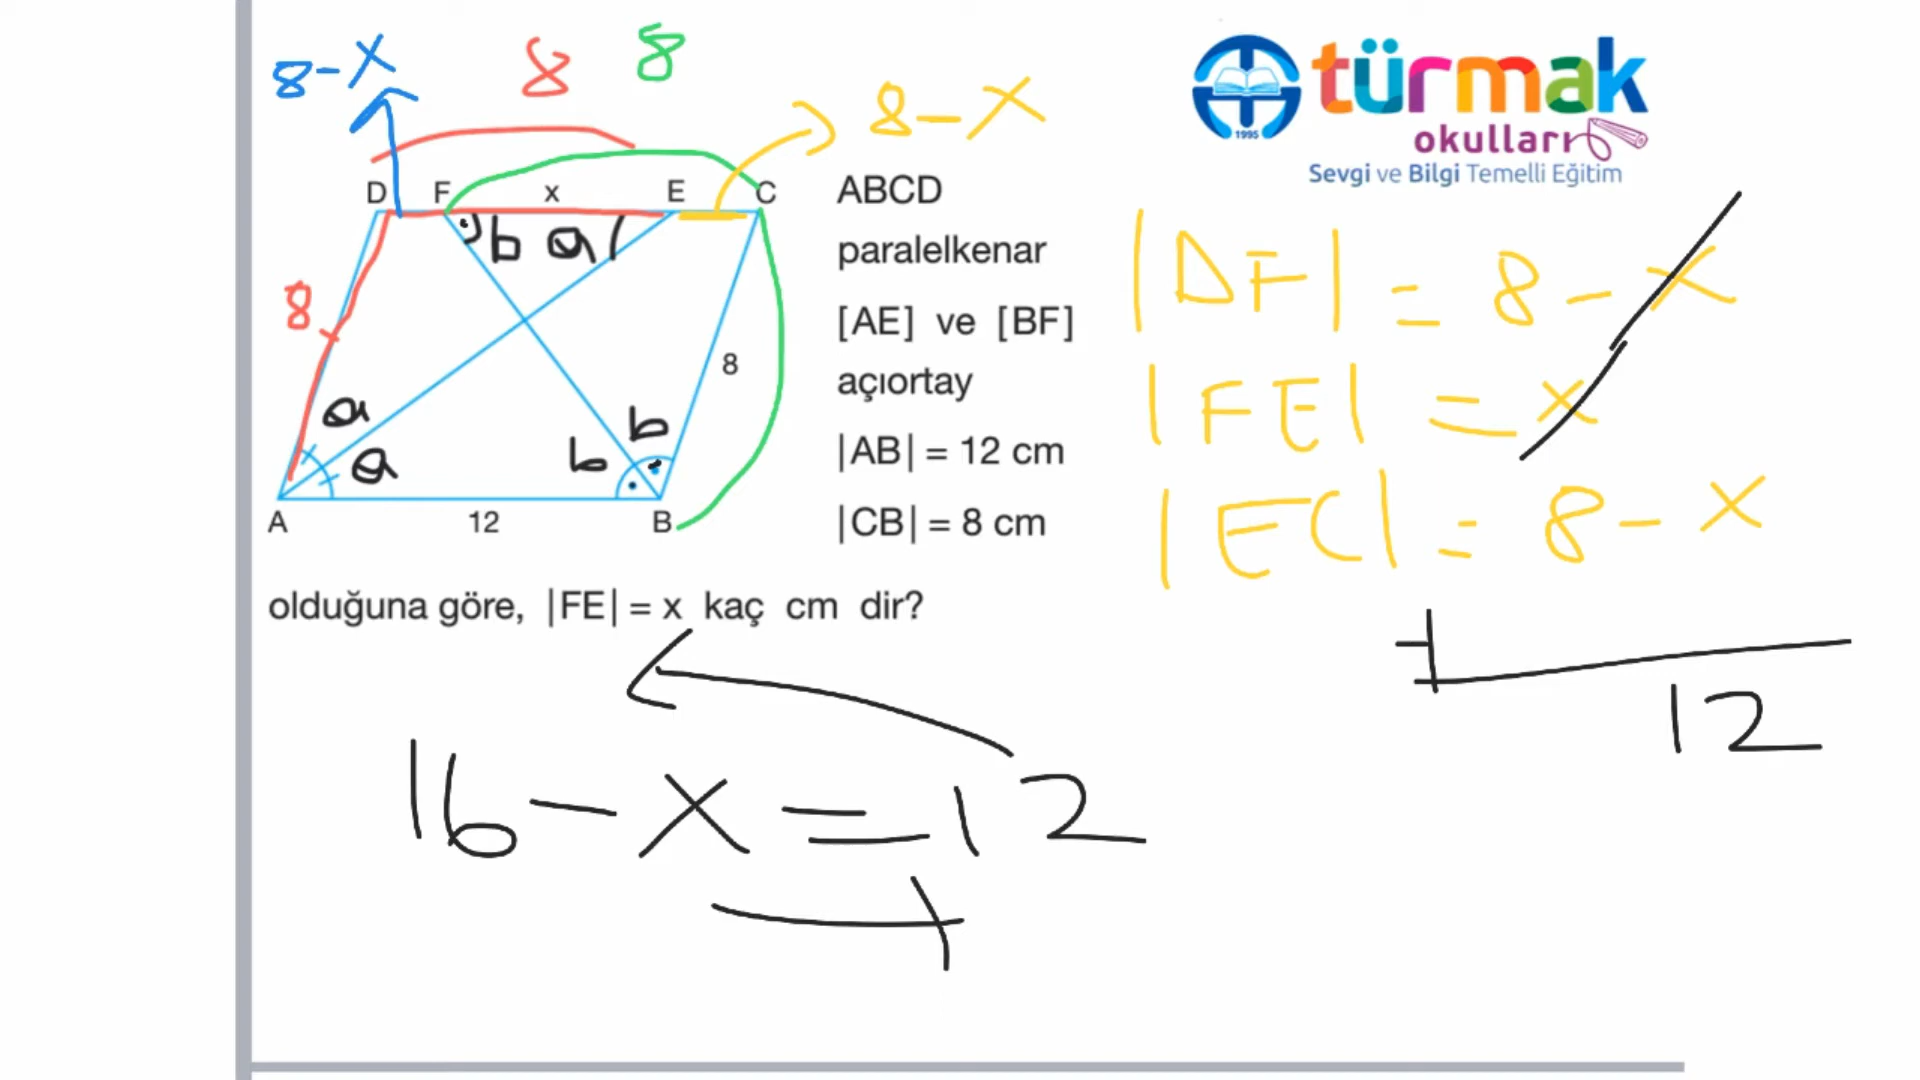 8-x 8 8
8-x
türmak
1995
okulları
Sevgi ve Bilgi Temelli Eğitim
D F x E C
b a
8
8
a
a
b
b
A 12 B
ABCD
paralelkenar
[AE] ve [BF]
açıortay
|AB| = 12 cm
|CB| = 8 cm
olduğuna göre, |FE| = x kaç cm dir?
|DF| = 8-x
|FE| = x
|EC| = 8-x
+
12
16-x=12